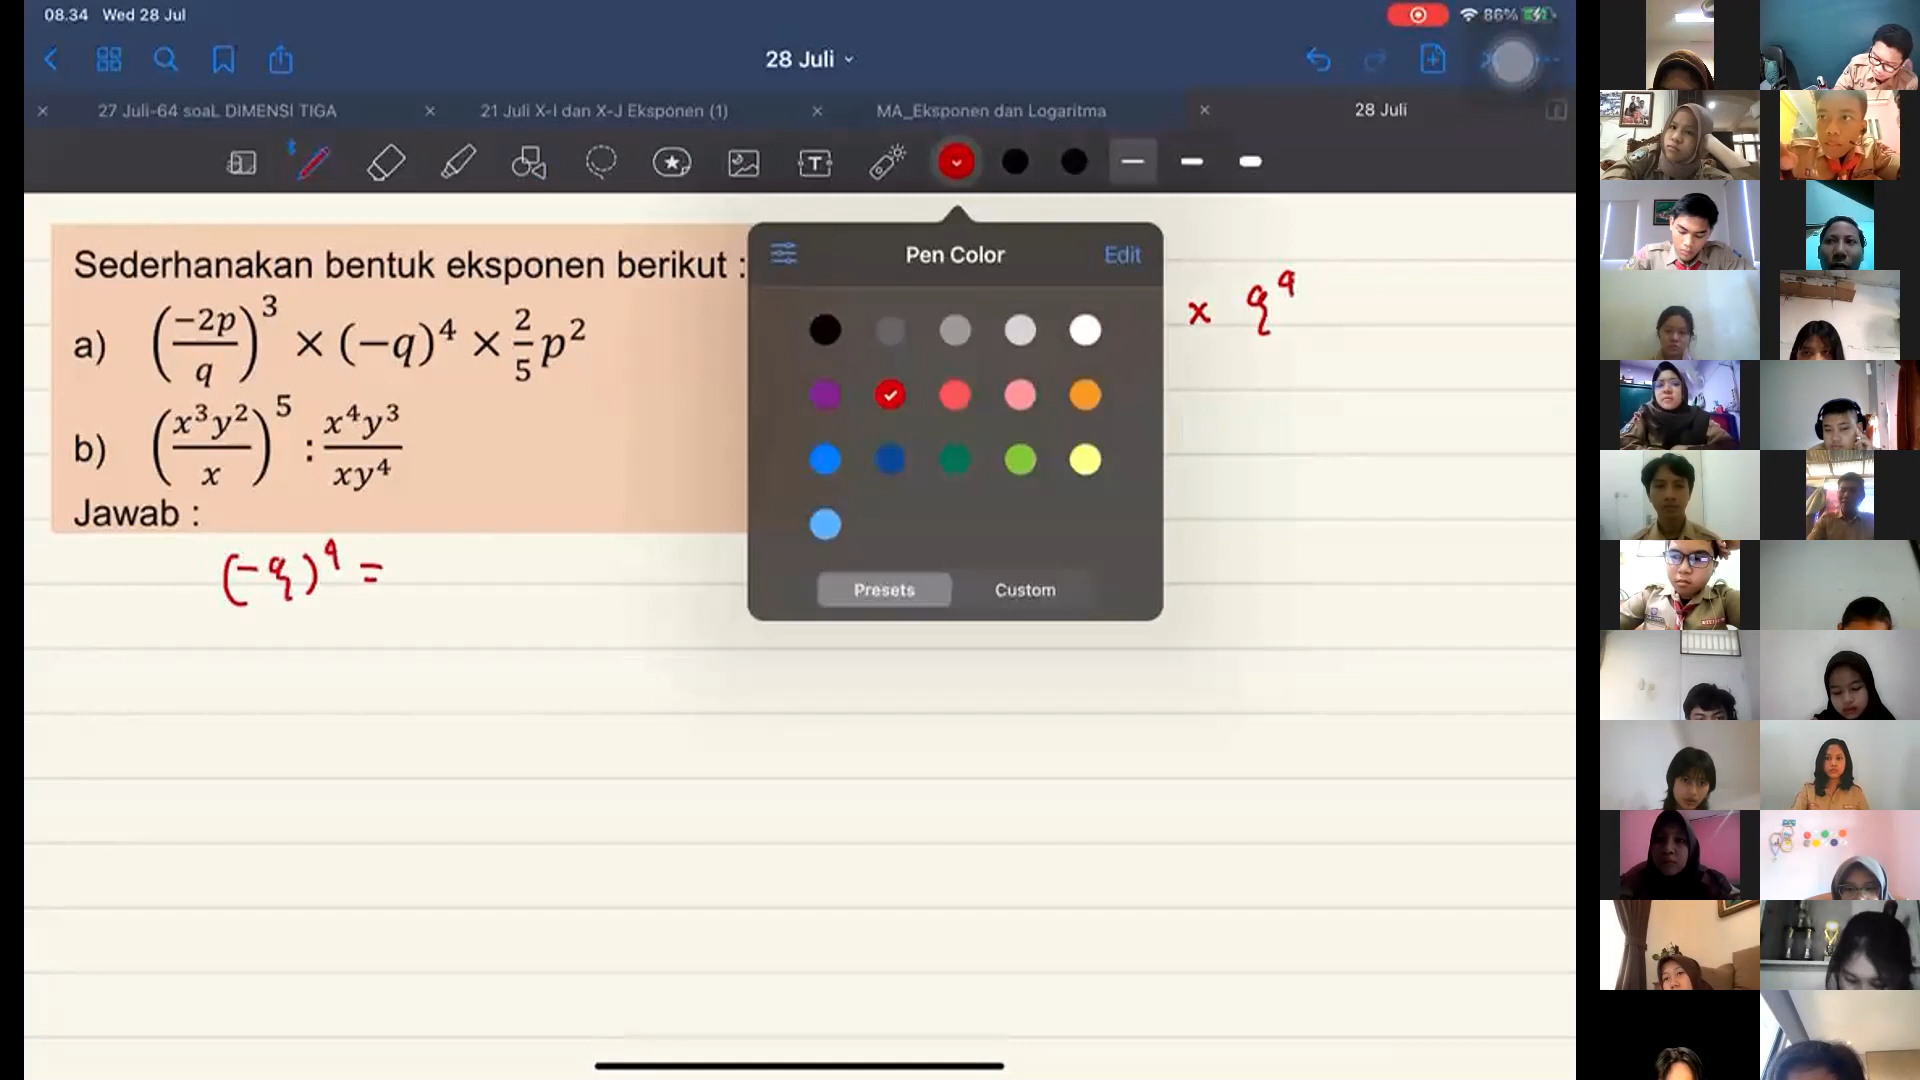 08.34 Wed 28 Jul
86%
28 Juli
27 Juli-64 soaL DIMENSI TIGA
21 Juli X-I dan X-J Eksponen (1)
MA_Eksponen dan Logaritma
28 Juli
Sederhanakan bentuk eksponen berikut :
a) (−2p/q)³ × (−q)⁴ × 2/5 p²
b) (x³y²/x)⁵ : x⁴y³/xy⁴
Jawab :
(−q)⁴ =
× q⁴
Pen Color
Edit
Presets
Custom